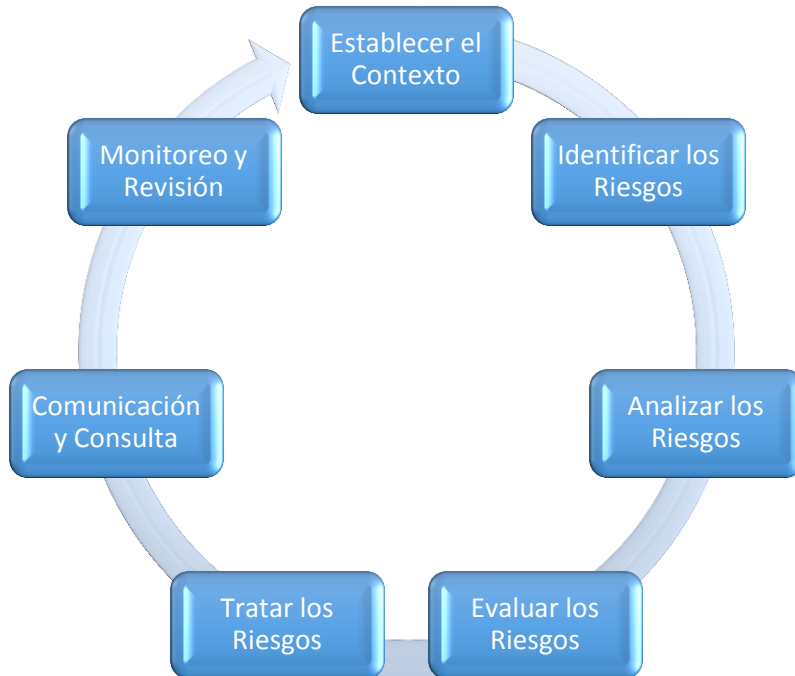 Establecer el
Contexto
Identificar los
Riesgos
Analizar los
Riesgos
Evaluar los
Riesgos
Tratar los
Riesgos
Comunicación
y Consulta
Monitoreo y
Revisión